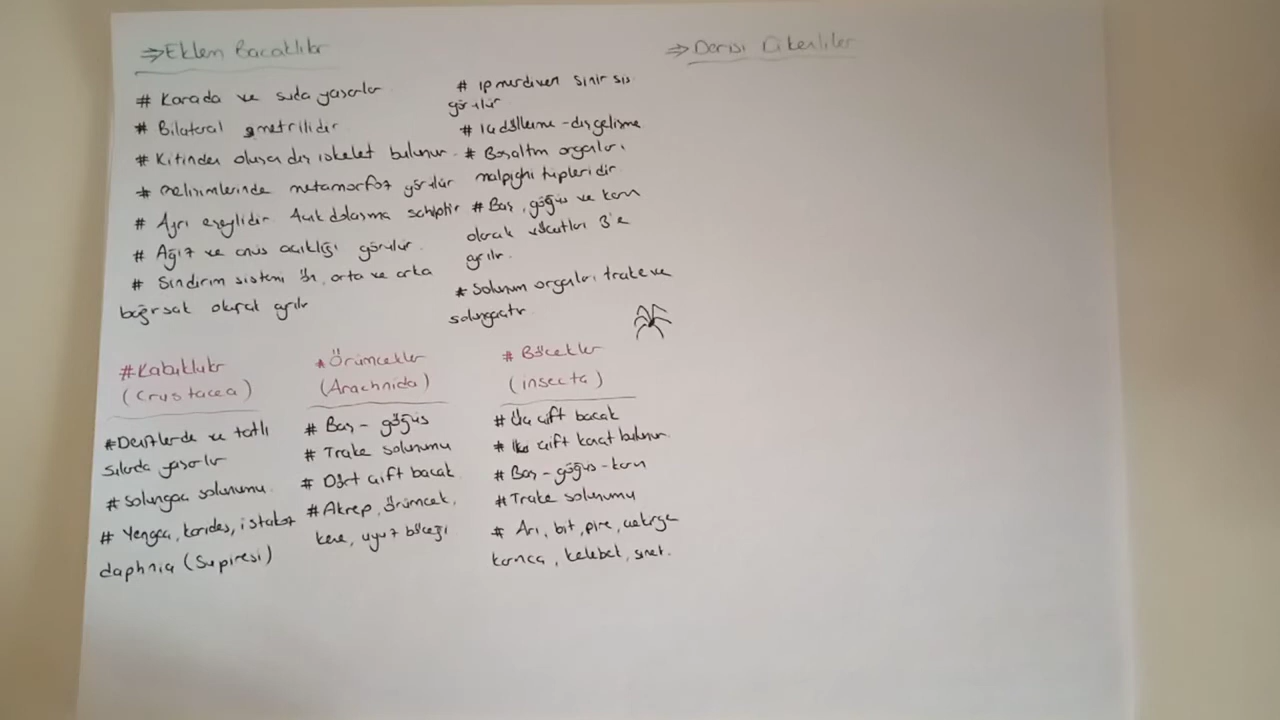 ⇒Eklem Bacaklılar
# Karada ve suda yaşarlar
# Bilateral simetrilidir
# Kitinden oluşan dış iskelet bulunur.
# Gelişimlerinde metamorfoz görülür
# Ayrı eşeylidir Açık dolaşıma sahiptir
# Ağız ve anüs açıklığı görülür.
# Sindirim sistemi ön, orta ve arka
bağırsak olarak ayrılır
# ip merdiven sinir sis
görülür
# İç dölleme - dış gelişme
# Boşaltım organları
malpighi tüpleridir
# Baş, göğüs ve karın
olarak vücutları 3'e
ayrılır.
# Solunum organları trake ve
solungaçtır
⇒ Derisi Dikenliler
# Kabuklular
(Crustacea)
# Denizlerde ve tatlı
sularda yaşarlar
# Solungaç solunumu
# Yengeç, karides, istakoz
daphnia (Su piresi)
# Örümcekler
(Arachnida)
# Baş - göğüs
# Trake solunumu
# Dört çift bacak
# Akrep, örümcek,
kene, uyuz böceği
# Böcekler
(insecta)
# Üç çift bacak
# İki çift kanat bulunur.
# Baş - göğüs - karın
# Trake solunumu
# Arı, bit, pire, çekirge
karınca, kelebek, sinek.